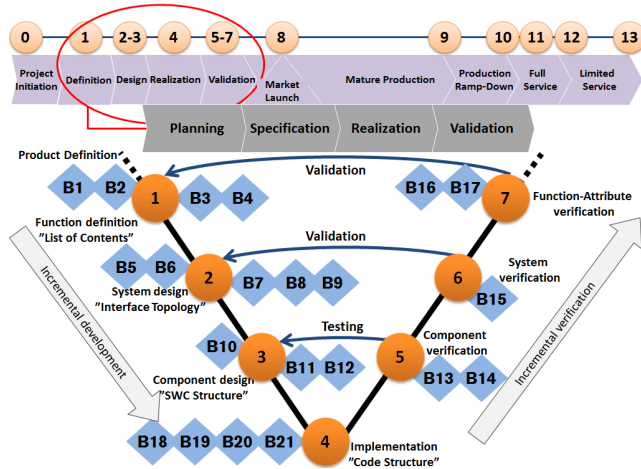 0 1 2-3 4 5-7 8 9 10 11 12 13
Project
Initiation
Definition
Design
Realization
Validation
Market
Launch
Mature Production
Production
Ramp-Down
Full
Service
Limited
Service
Planning
Specification
Realization
Validation
Product Definition
Validation
B1 B2 1 B3 B4
B16 B17 7
Function definition
"List of Contents"
Function-Attribute
verification
Validation
B5 B6 2 B7 B8 B9
6
System
verification
B15
System design
"Interface Topology"
Incremental development
Incremental verification
Testing
B10 3 B11 B12
5
Component
verification
B13 B14
Component design
"SWC Structure"
B18 B19 B20 B21 4
Implementation
"Code Structure"